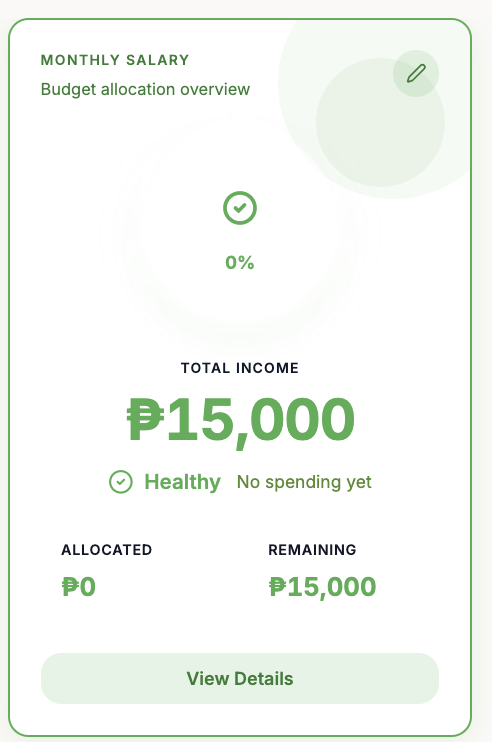 MONTHLY SALARY
Budget allocation overview
0%
TOTAL INCOME
₱15,000
Healthy No spending yet
ALLOCATED REMAINING
₱0 ₱15,000
View Details